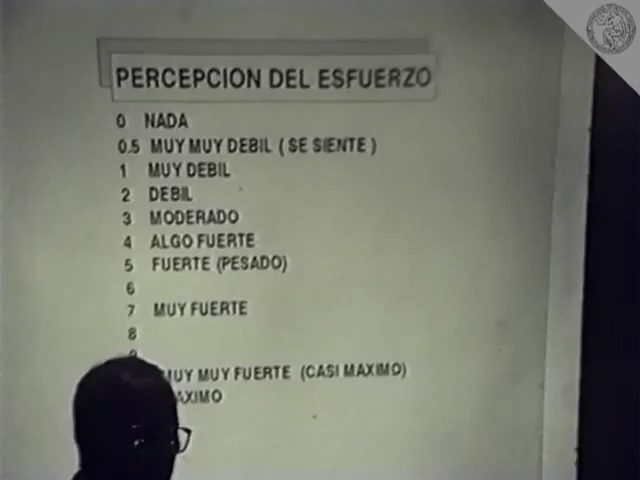 PERCEPCION DEL ESFUERZO
0 NADA
0.5 MUY MUY DEBIL ( SE SIENTE )
1 MUY DEBIL
2 DEBIL
3 MODERADO
4 ALGO FUERTE
5 FUERTE (PESADO)
6
7 MUY FUERTE
8
MUY MUY FUERTE (CASI MAXIMO)
AXIMO